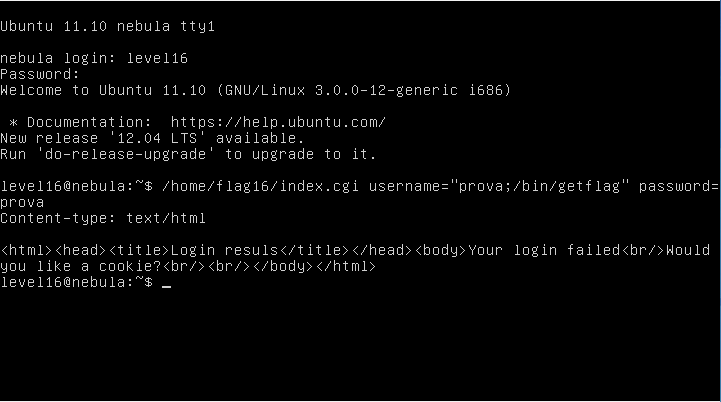 Ubuntu 11.10 nebula tty1
nebula login: level16
Password:
Welcome to Ubuntu 11.10 (GNU/Linux 3.0.0-12-generic i686)
* Documentation:  https://help.ubuntu.com/
New release '12.04 LTS' available.
Run 'do-release-upgrade' to upgrade to it.
level16@nebula:~$ /home/flag16/index.cgi username="prova;/bin/getflag" password=
prova
Content-type: text/html
<html><head><title>Login resuls</title></head><body>Your login failed<br/>Would
you like a cookie?<br/><br/></body></html>
level16@nebula:~$ _